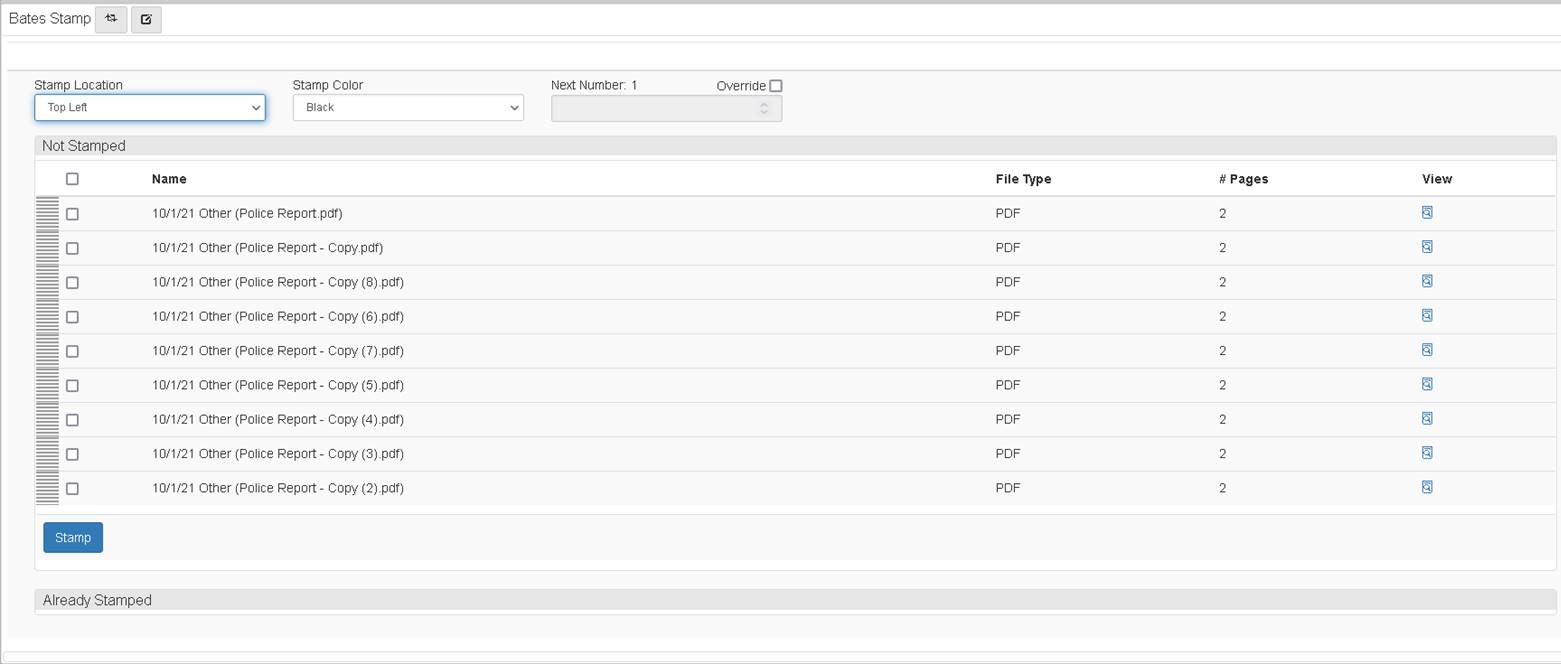 Bates Stamp
Stamp Location Stamp Color Next Number: 1 Override
Top Left Black
Not Stamped
Name File Type # Pages View
10/1/21 Other (Police Report.pdf) PDF 2
10/1/21 Other (Police Report - Copy.pdf) PDF 2
10/1/21 Other (Police Report - Copy (8).pdf) PDF 2
10/1/21 Other (Police Report - Copy (6).pdf) PDF 2
10/1/21 Other (Police Report - Copy (7).pdf) PDF 2
10/1/21 Other (Police Report - Copy (5).pdf) PDF 2
10/1/21 Other (Police Report - Copy (4).pdf) PDF 2
10/1/21 Other (Police Report - Copy (3).pdf) PDF 2
10/1/21 Other (Police Report - Copy (2).pdf) PDF 2
Stamp
Already Stamped